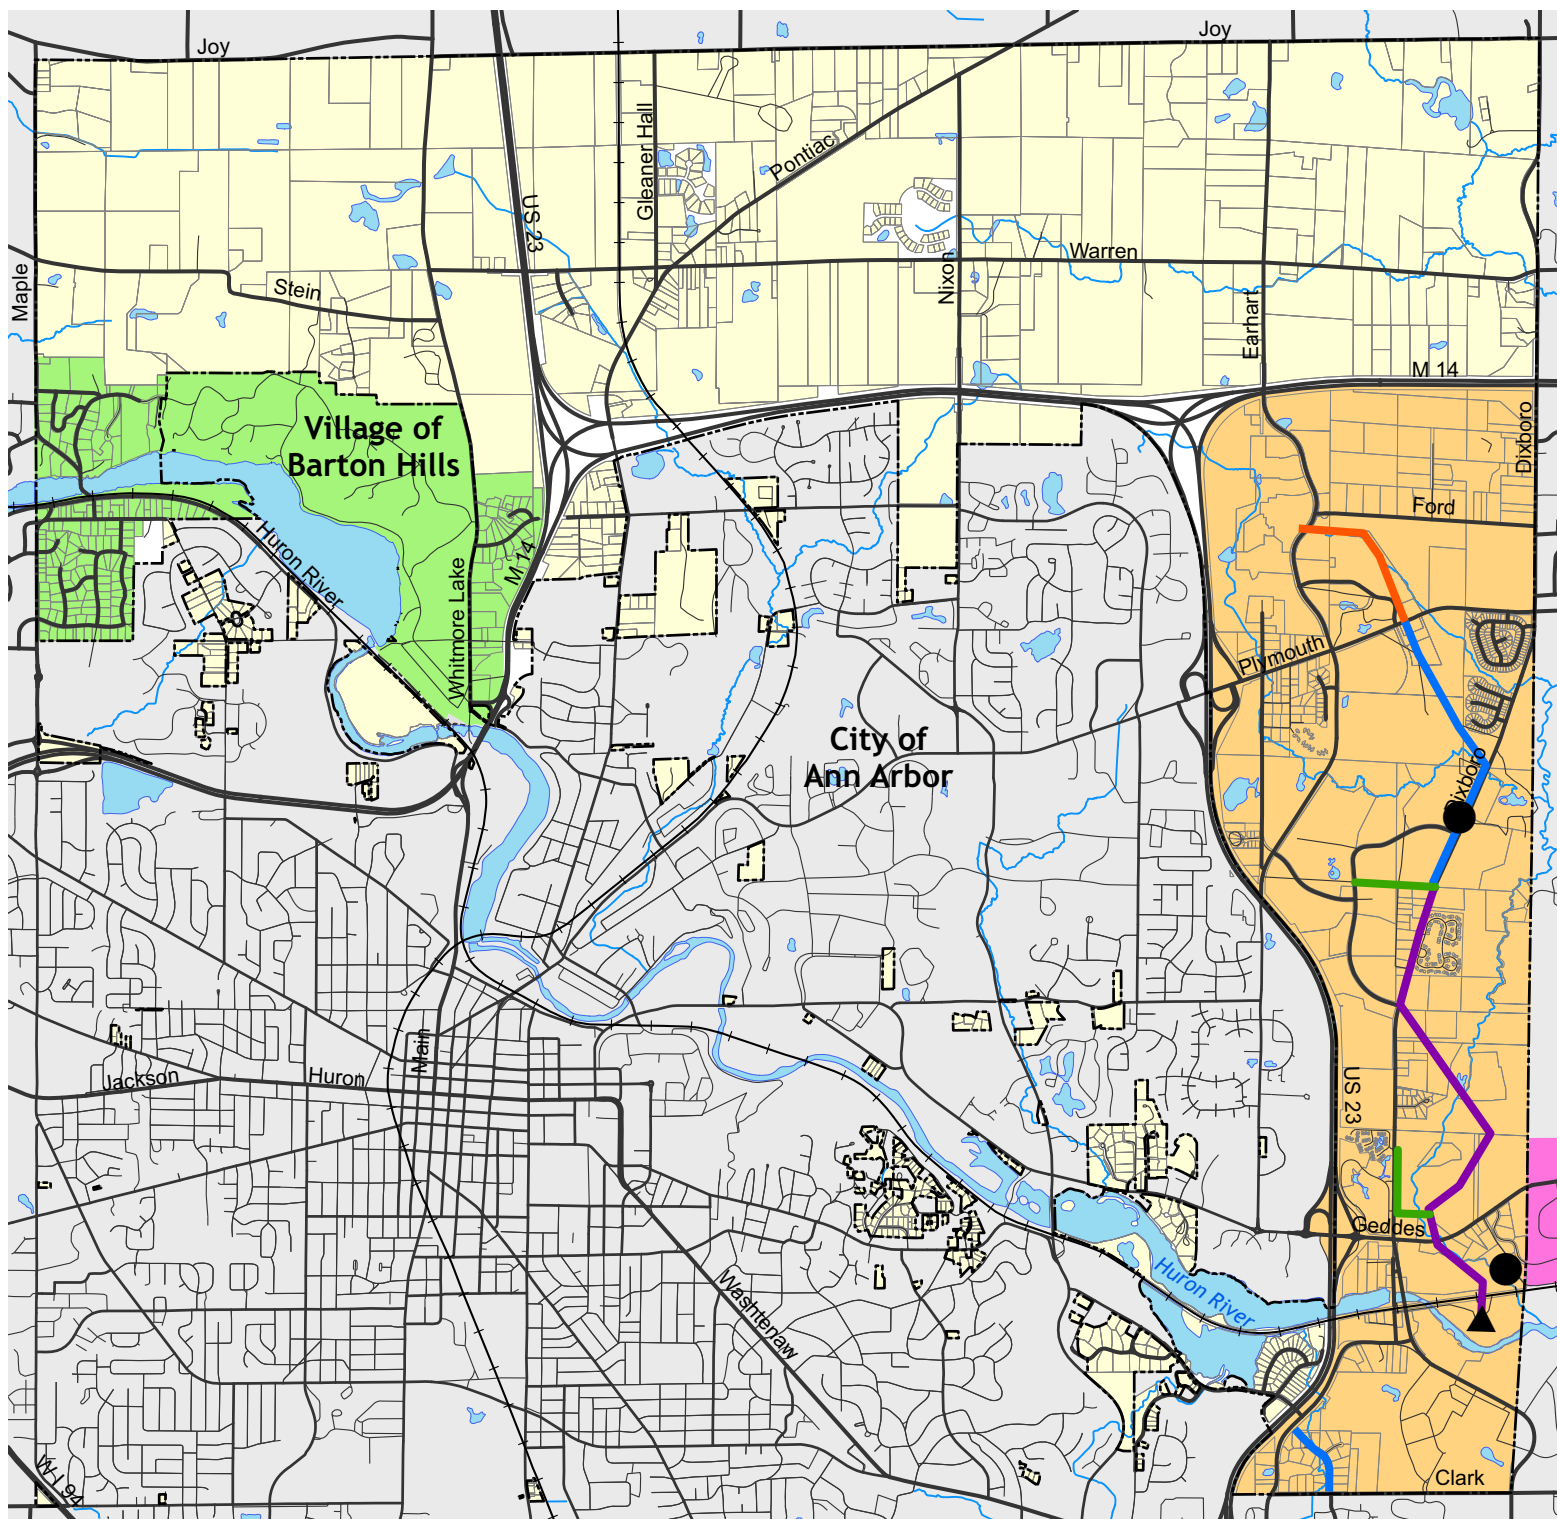 Joy
Joy
Gleaner Hall
Pontiac
US 23
Warren
Nixon
Maple
Stein
Earhart
M 14
Dixboro
Village of
Barton Hills
Ford
Huron River
M 14
Whitmore Lake
Plymouth
City of
Ann Arbor
Dixboro
Main
Jackson
Huron
US 23
Geddes
Huron River
Washtenaw
W I 94
Clark